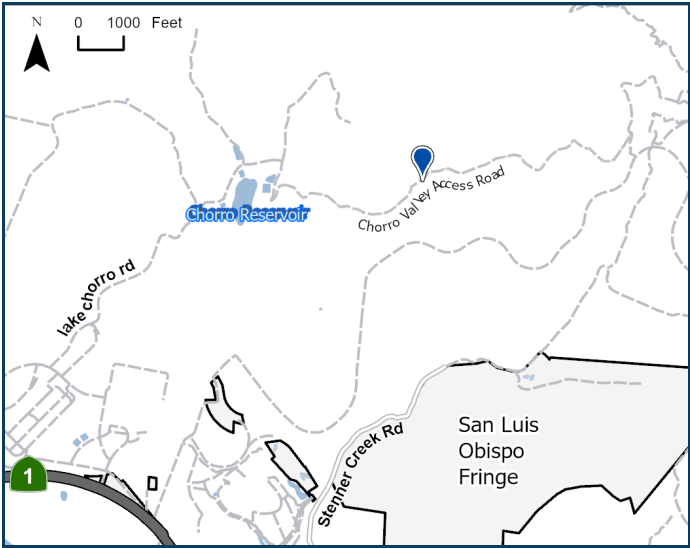 N
0 1000 Feet
Chorro Valley Access Road
Chorro Reservoir
lake chorro rd
San Luis
Obispo
Fringe
Stenner Creek Rd
1